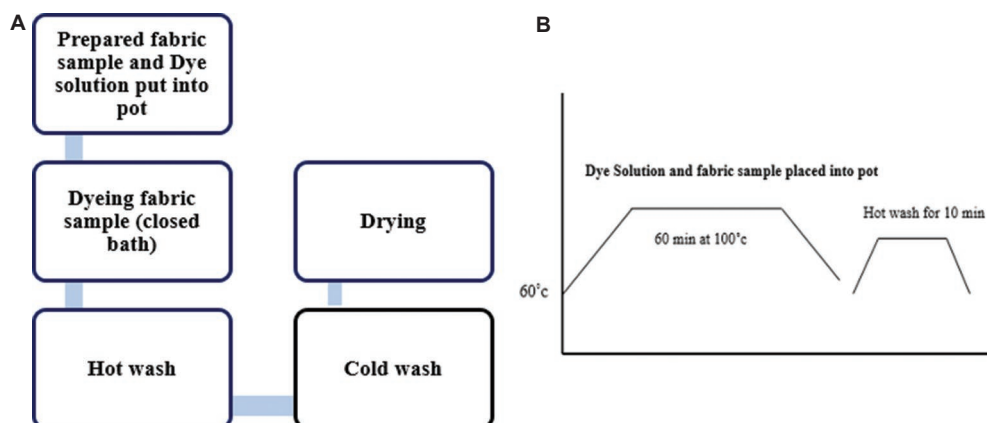 A
Prepared fabric
sample and Dye
solution put into
pot
Dyeing fabric
sample (closed
bath)
Hot wash
Drying
Cold wash
B
Dye Solution and fabric sample placed into pot
Hot wash for 10 min
60 min at 100°c
60°c